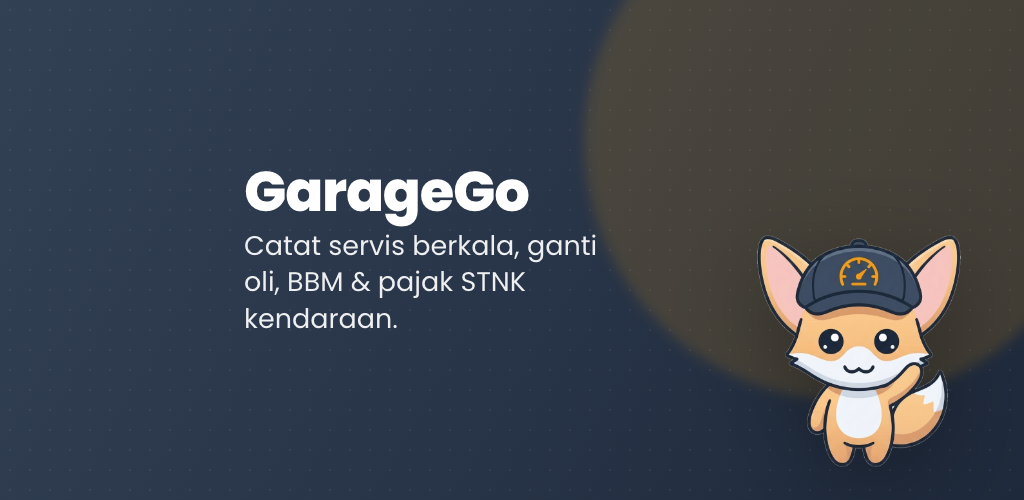 GarageGo
Catat servis berkala, ganti
oli, BBM & pajak STNK
kendaraan.